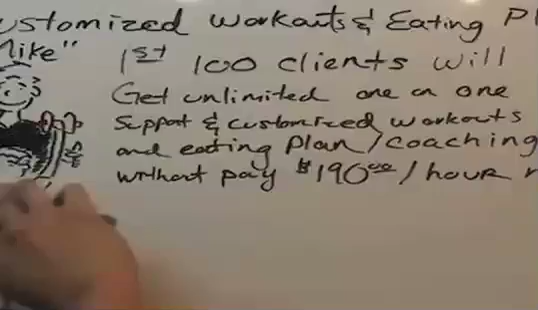 ustomized workouts & Eating Pl
Mike"
1st 100 clients will
Get unlimited one on one
Support & customized workouts
and eating plan/coaching
without pay $190.00/hour